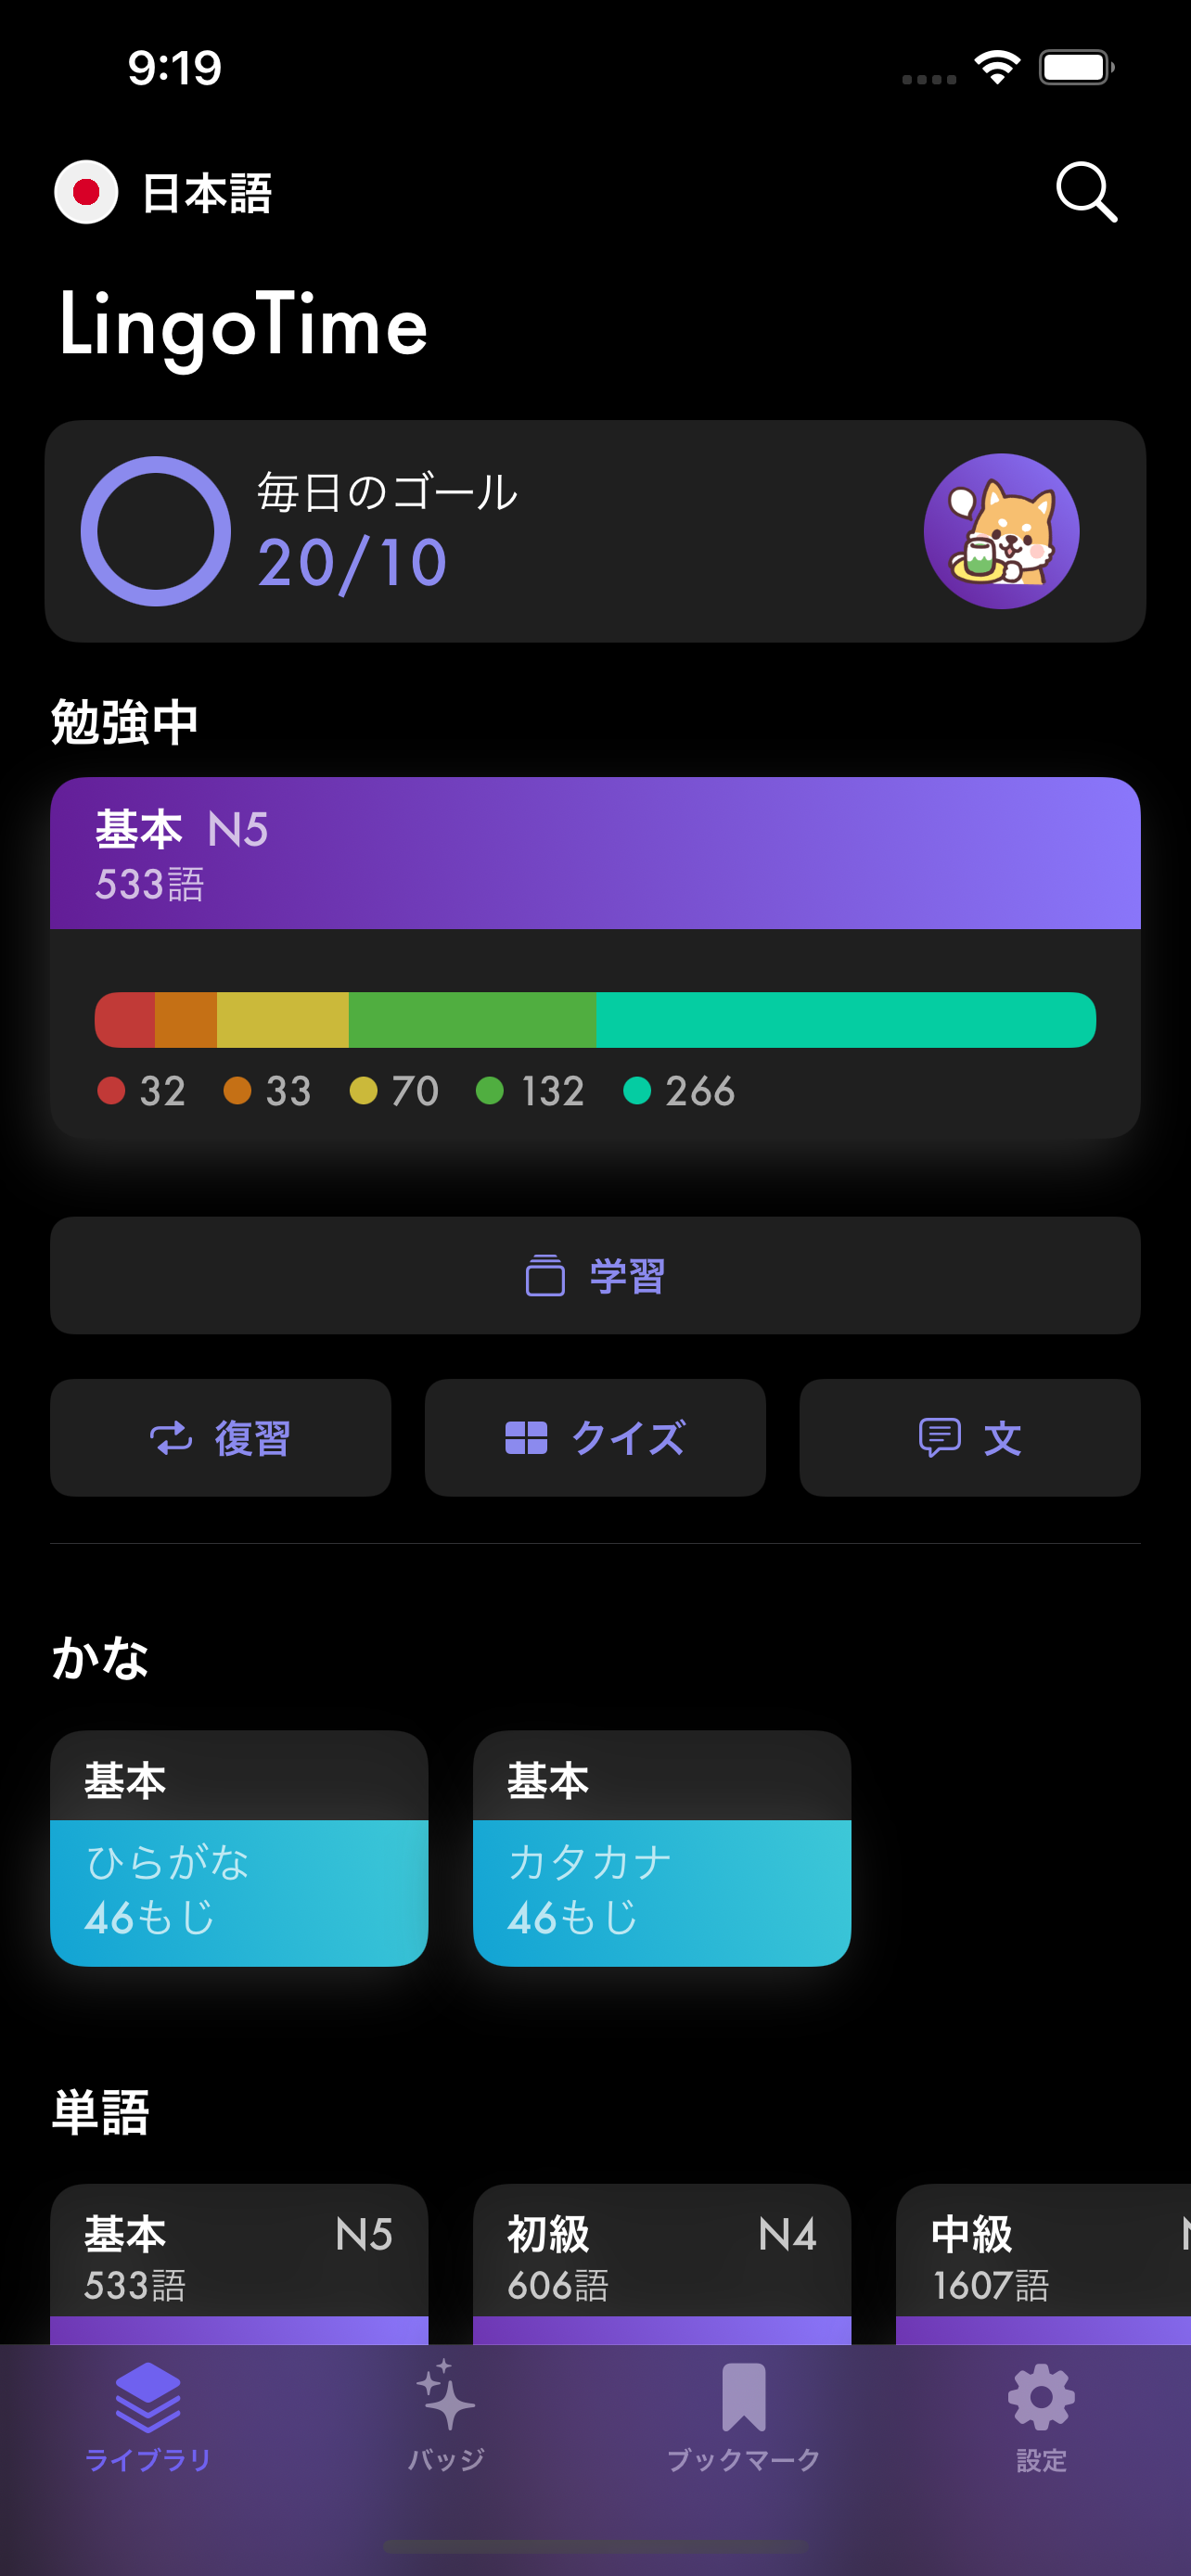 9:19
日本語
LingoTime
毎日のゴール
20/10
勉強中
基本 N5
533語
32 33 70 132 266
学習
復習 クイズ 文
かな
基本 基本
ひらがな カタカナ
46もじ 46もじ
単語
基本 N5 初級 N4 中級
533語 606語 1607語
ライブラリ バッジ ブックマーク 設定